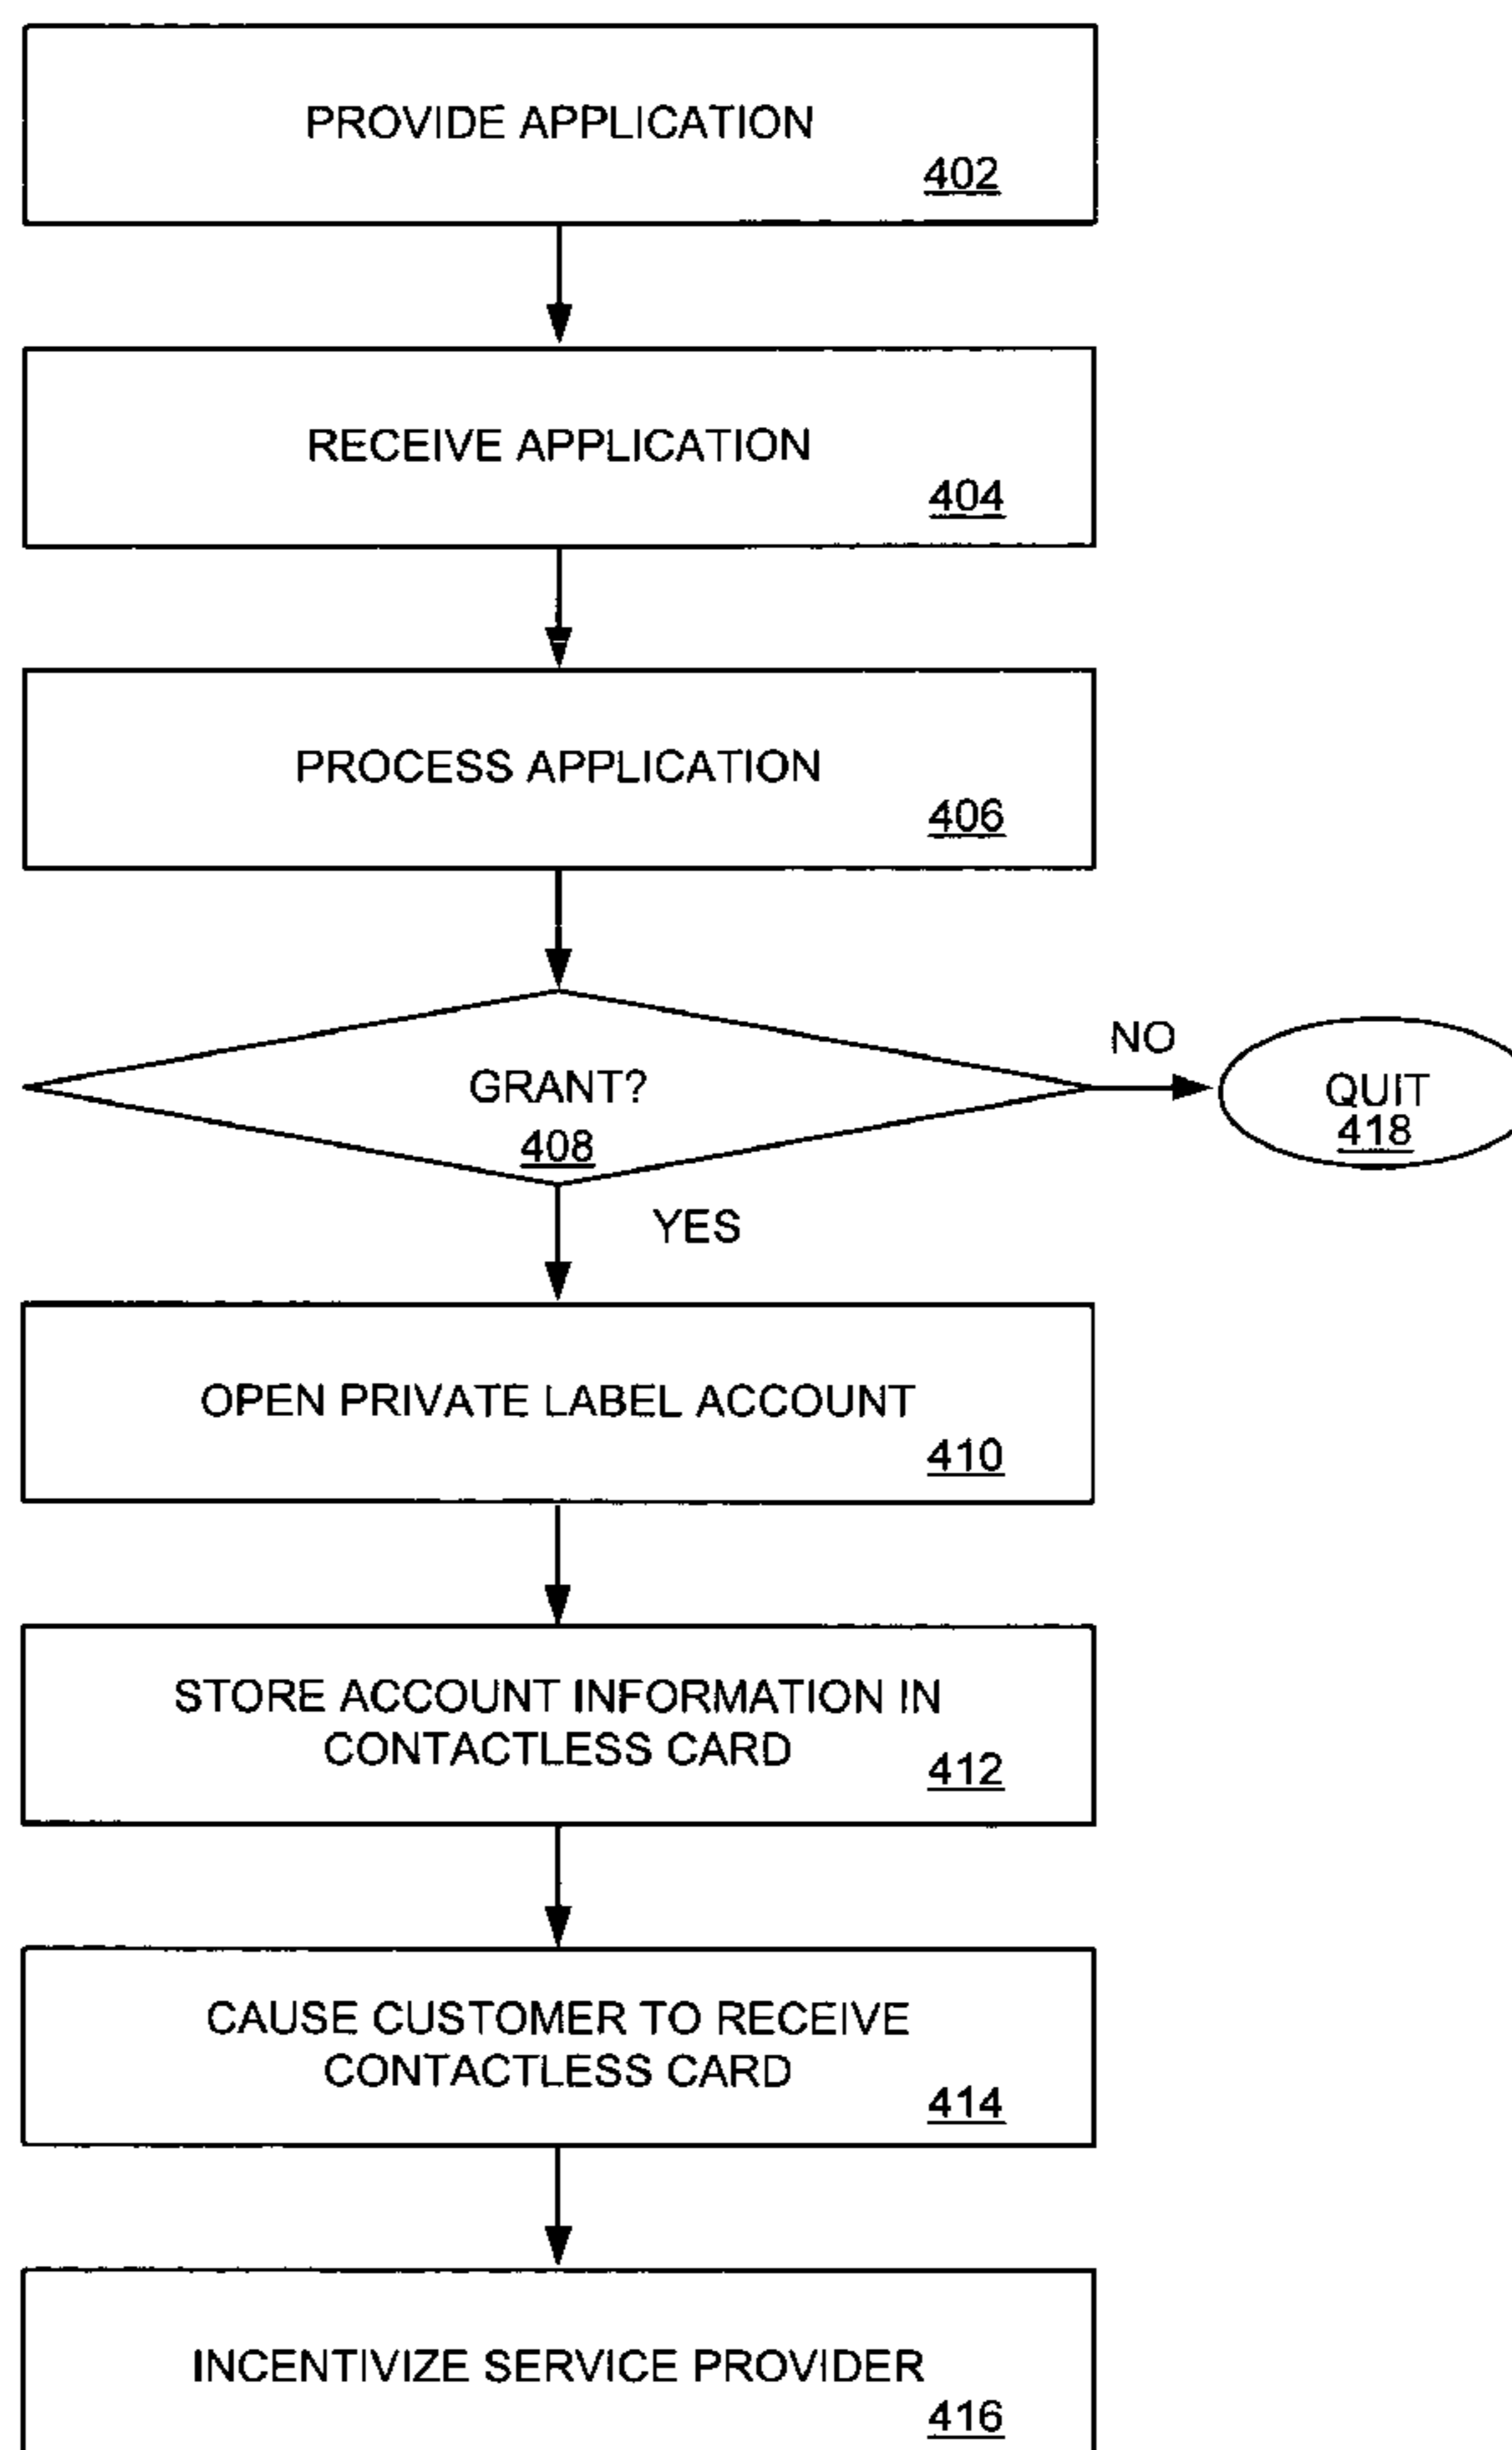 PROVIDE APPLICATION
402
RECEIVE APPLICATION
404
PROCESS APPLICATION
406
GRANT?
408
NO
QUIT
418
YES
OPEN PRIVATE LABEL ACCOUNT
410
STORE ACCOUNT INFORMATION IN
CONTACTLESS CARD
412
CAUSE CUSTOMER TO RECEIVE
CONTACTLESS CARD
414
INCENTIVIZE SERVICE PROVIDER
416